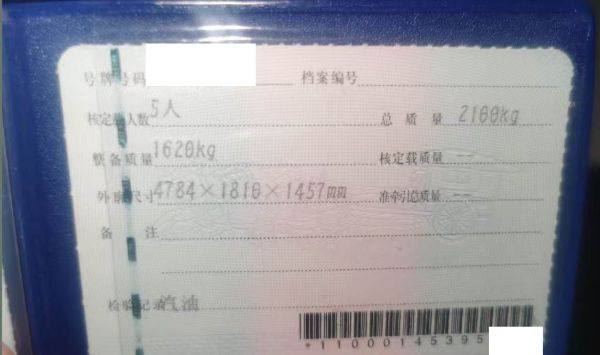 号牌号码 档案编号
核定载人数 5人 总质量 2100kg
整备质量 1620kg 核定载质量 --
外廓尺寸 4784×1810×1457mm 准牵引总质量 --
备注
检验记录 汽油
*11000145395